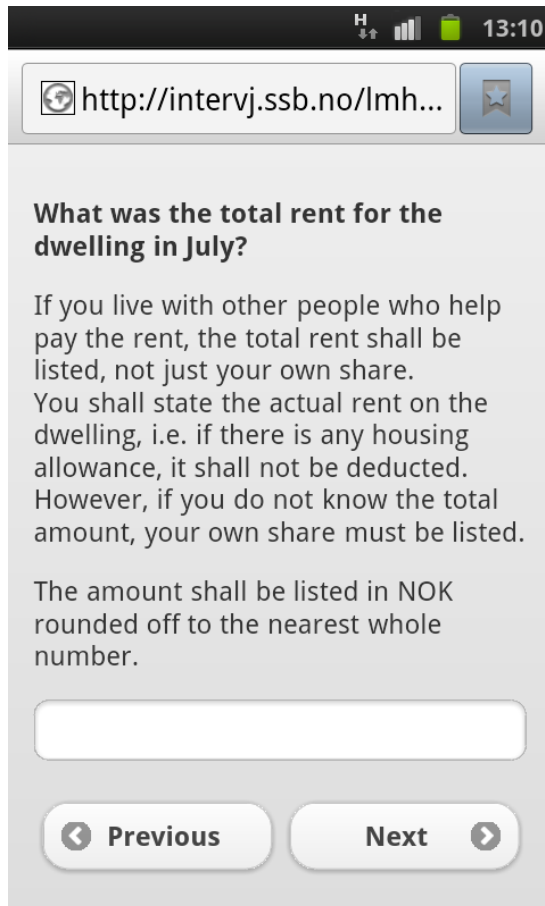 H 13:10
http://intervj.ssb.no/lmh...
What was the total rent for the
dwelling in July?
If you live with other people who help
pay the rent, the total rent shall be
listed, not just your own share.
You shall state the actual rent on the
dwelling, i.e. if there is any housing
allowance, it shall not be deducted.
However, if you do not know the total
amount, your own share must be listed.
The amount shall be listed in NOK
rounded off to the nearest whole
number.
Previous Next